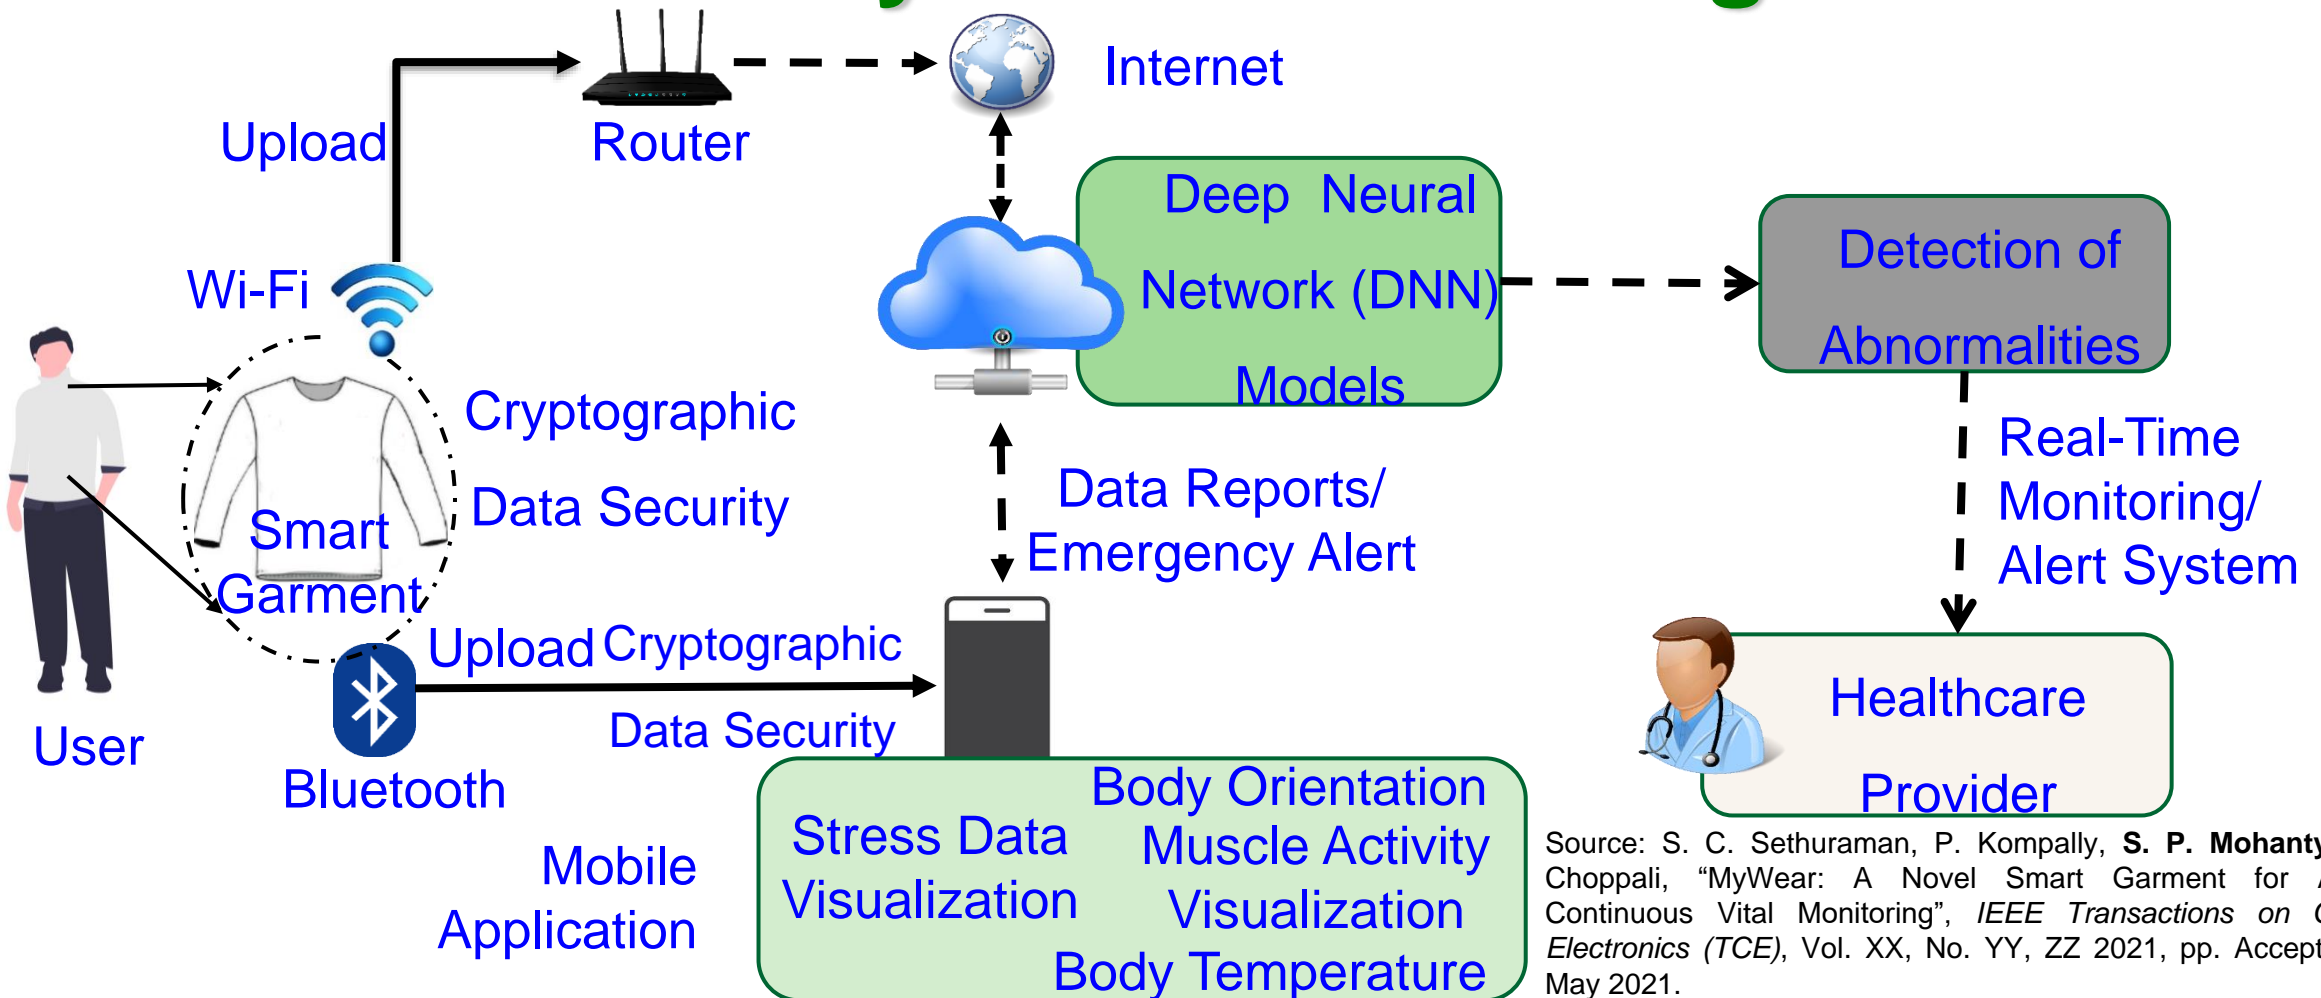 Internet
Upload
Router
Deep Neural
Network (DNN)
Models
Detection of
Abnormalities
Wi-Fi
Cryptographic
Data Security
Smart
Garment
Real-Time
Monitoring/
Alert System
Data Reports/
Emergency Alert
Upload
Cryptographic
Data Security
User
Bluetooth
Healthcare
Provider
Mobile
Application
Stress Data
Visualization
Body Orientation
Muscle Activity
Visualization
Body Temperature
Source: S. C. Sethuraman, P. Kompally, S. P. Mohanty
Choppali, “MyWear: A Novel Smart Garment for
Continuous Vital Monitoring”, IEEE Transactions on
Electronics (TCE), Vol. XX, No. YY, ZZ 2021, pp. Accept
May 2021.